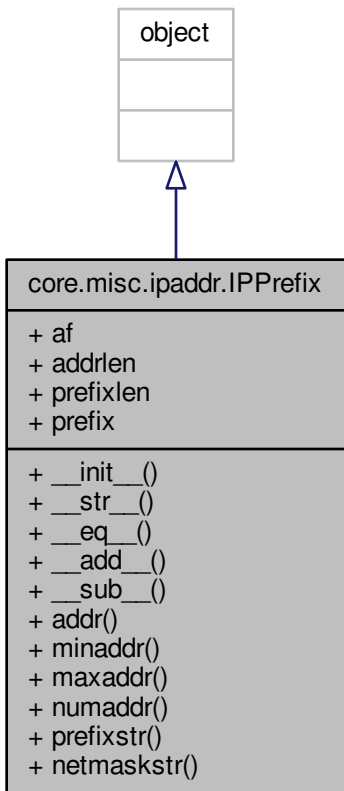 object
core.misc.ipaddr.IPPrefix
+ af
+ addrlen
+ prefixlen
+ prefix
+ __init__()
+ __str__()
+ __eq__()
+ __add__()
+ __sub__()
+ addr()
+ minaddr()
+ maxaddr()
+ numaddr()
+ prefixstr()
+ netmaskstr()